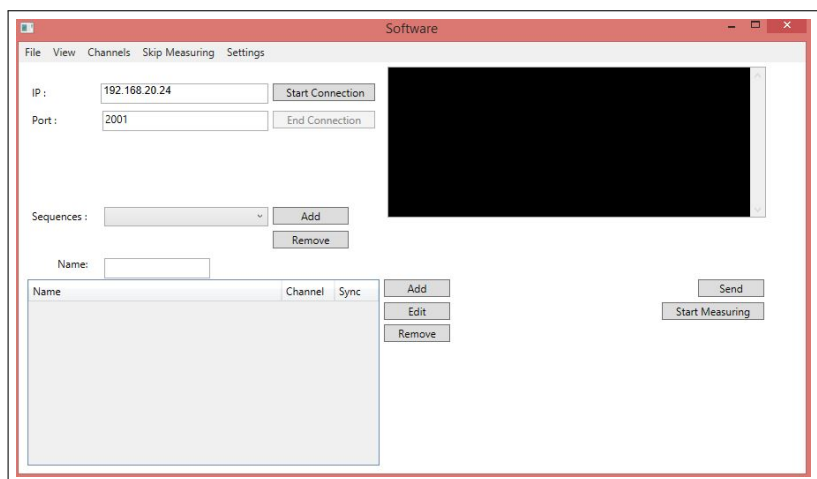 Software
File View Channels Skip Measuring Settings
IP : 192.168.20.24 Start Connection
Port : 2001 End Connection
Sequences : Add
Remove
Name:
Name Channel Sync
Add Send
Edit Start Measuring
Remove